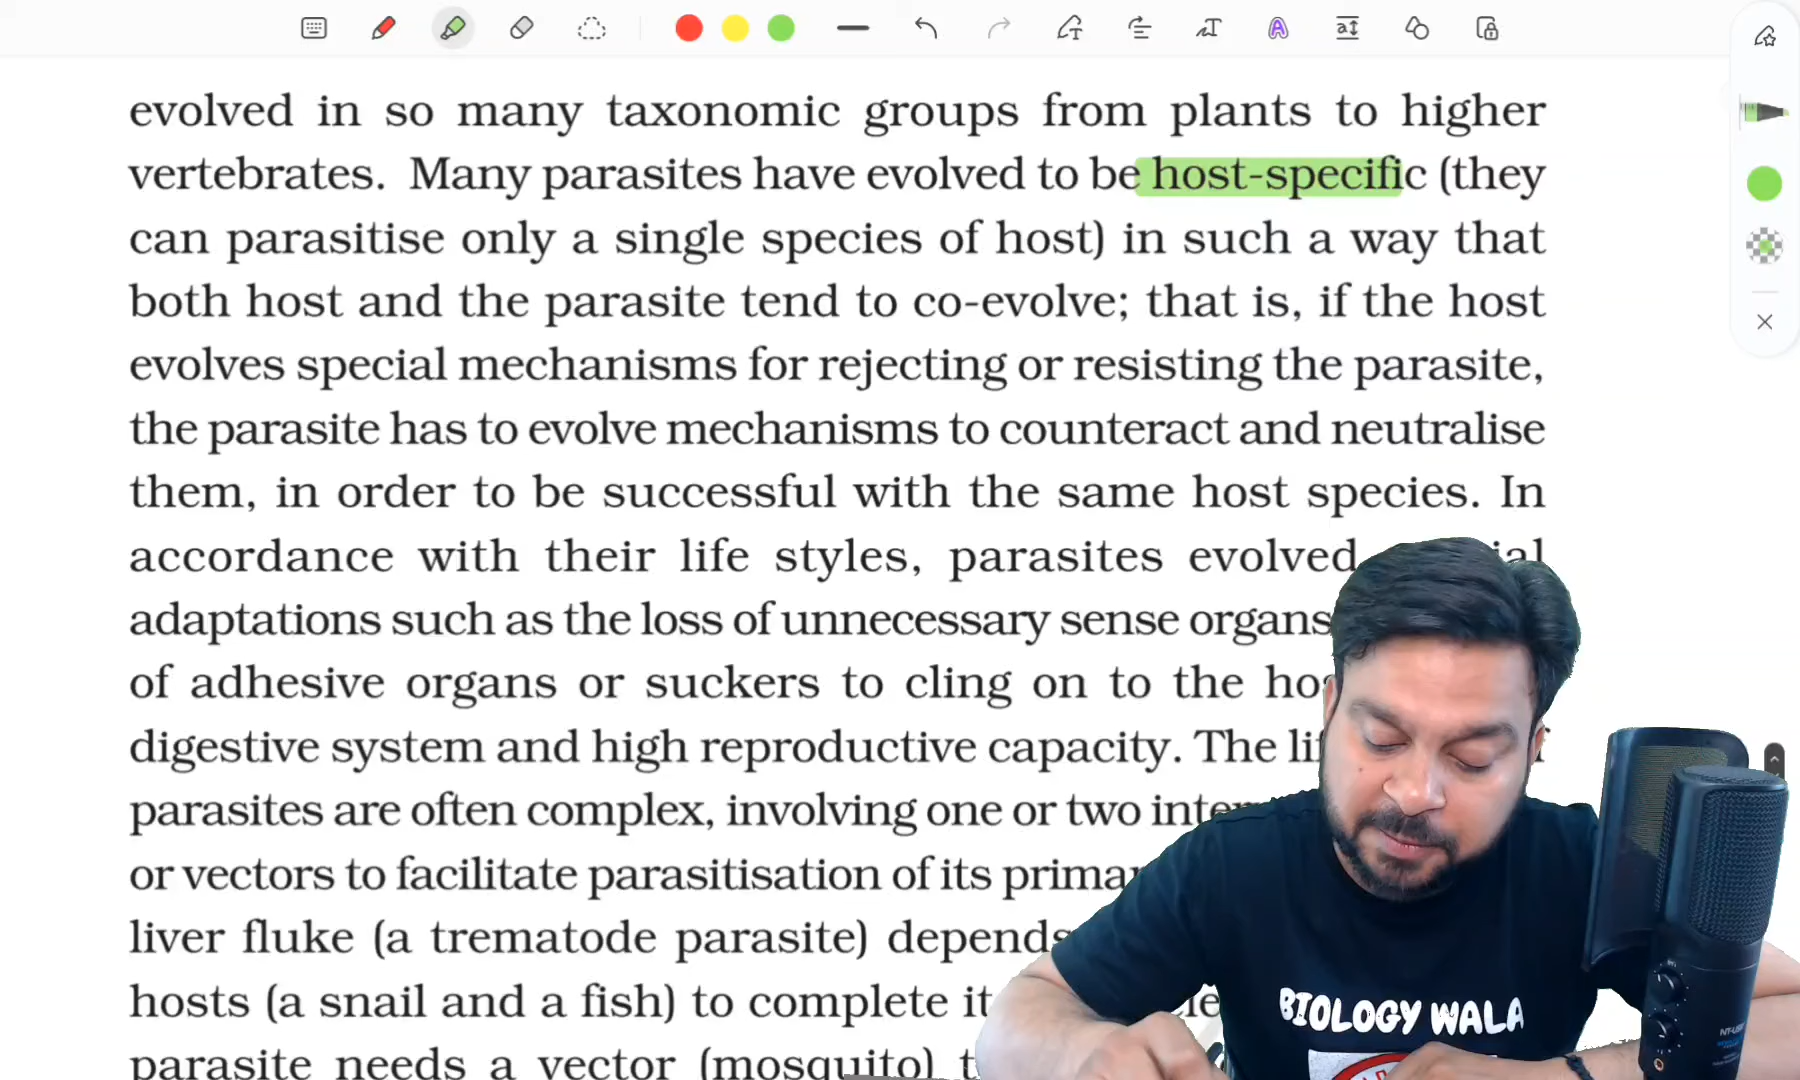 evolved in so many taxonomic groups from plants to higher
vertebrates. Many parasites have evolved to be host-specific (they
can parasitise only a single species of host) in such a way that
both host and the parasite tend to co-evolve; that is, if the host
evolves special mechanisms for rejecting or resisting the parasite,
the parasite has to evolve mechanisms to counteract and neutralise
them, in order to be successful with the same host species. In
accordance with their life styles, parasites evolved
adaptations such as the loss of unnecessary sense organs
of adhesive organs or suckers to cling on to the
digestive system and high reproductive capacity. The
parasites are often complex, involving one or two
or vectors to facilitate parasitisation of its
liver fluke (a trematode parasite) depends
hosts (a snail and a fish) to complete
parasite needs a vector (mosquito)
BIOLOGY WALA